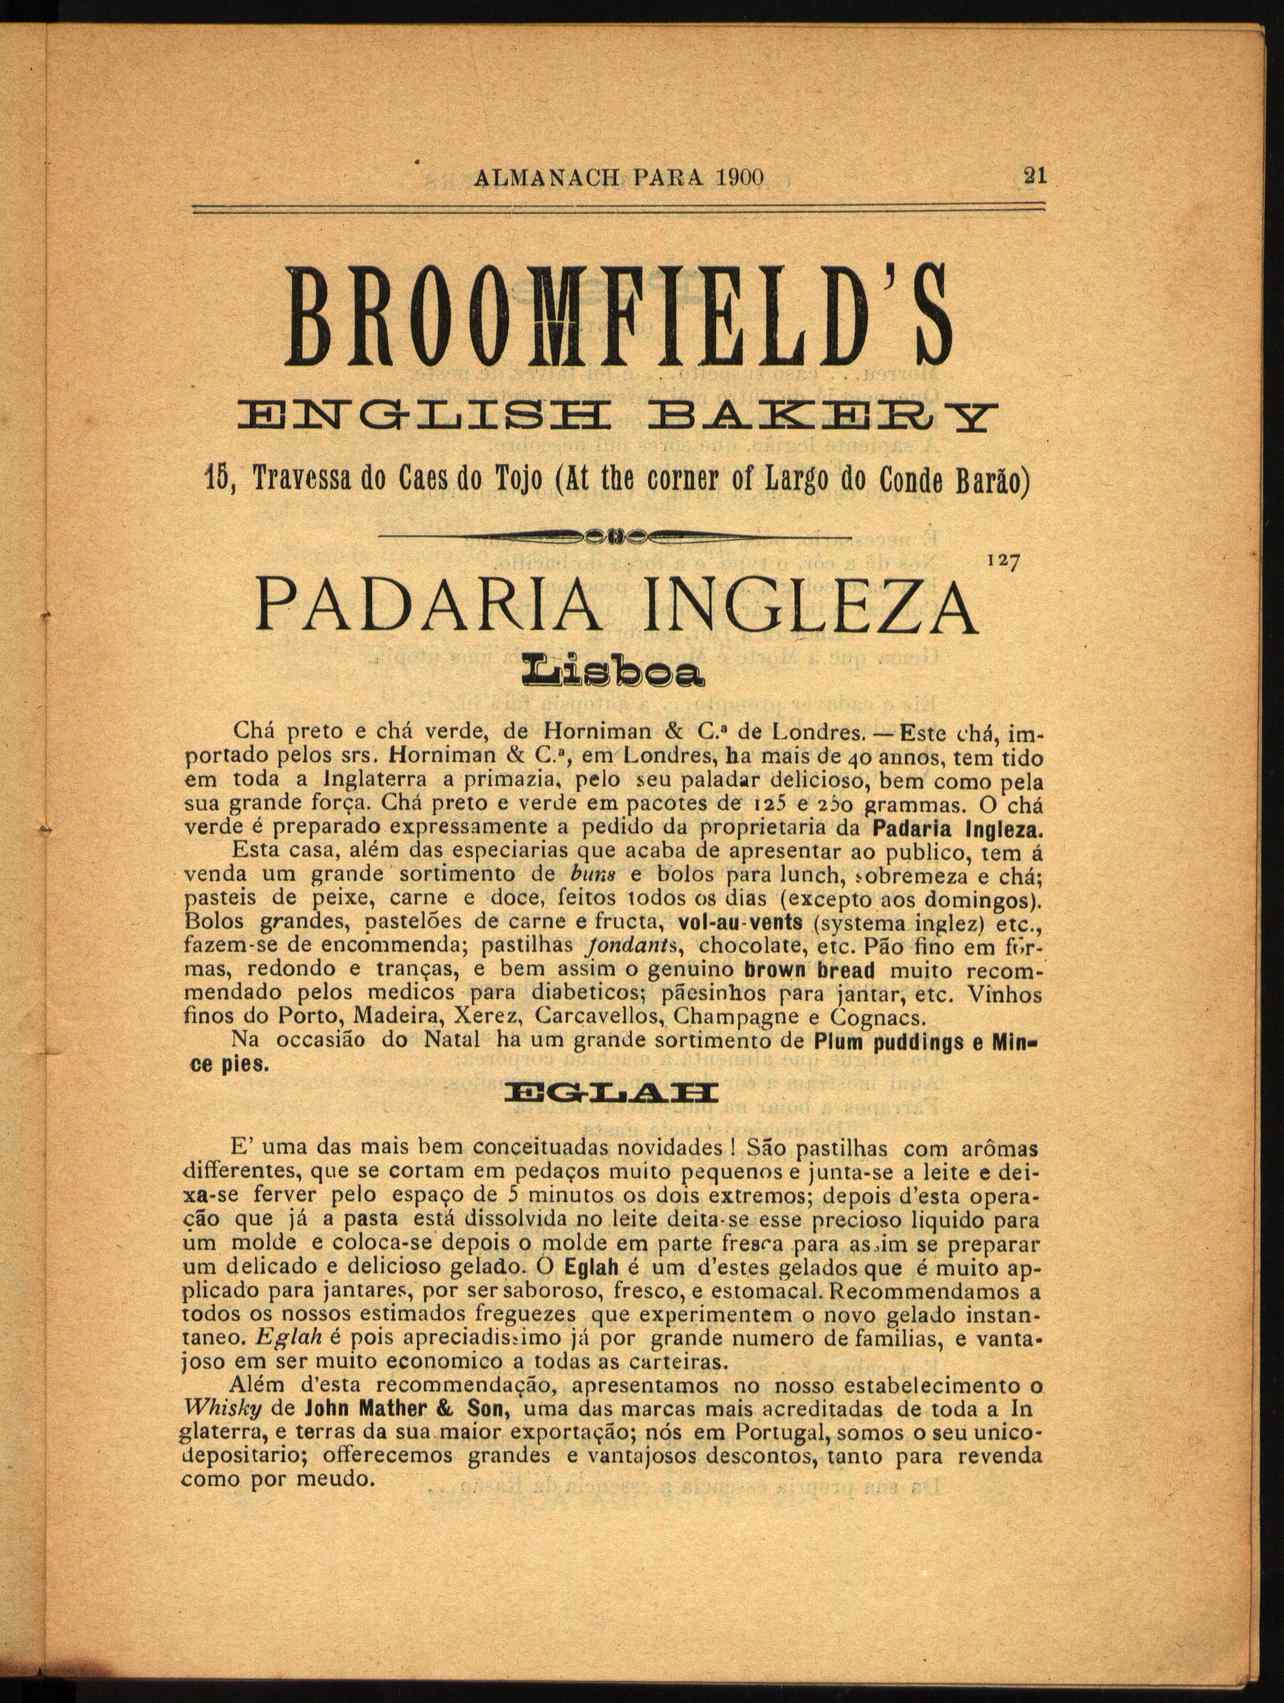 ALMANACH PARA 1900 21
BROOMFIELD'S
ENGLISH BAKERY
15, Travessa do Caes do Tojo (At the corner of Largo do Conde Barão)
127
PADARIA INGLEZA
Lisboa
Chá preto e chá verde, de Horniman & C.ª de Londres. — Este chá, im-
portado pelos srs. Horniman & C.ª, em Londres, ha mais de 40 annos, tem tido
em toda a Inglaterra a primazia, pelo seu paladar delicioso, bem como pela
sua grande força. Chá preto e verde em pacotes de 125 e 250 grammas. O chá
verde é preparado expressamente a pedido da proprietaria da Padaria Ingleza.
Esta casa, além das especiarias que acaba de apresentar ao publico, tem á
venda um grande sortimento de buns e bolos para lunch, sobremeza e chá;
pasteis de peixe, carne e doce, feitos todos os dias (excepto aos domingos).
Bolos grandes, pastelões de carne e fructa, vol-au-vents (systema inglez) etc.,
fazem-se de encommenda; pastilhas fondants, chocolate, etc. Pão fino em fór-
mas, redondo e tranças, e bem assim o genuino brown bread muito recom-
mendado pelos medicos para diabeticos; pãesinhos para jantar, etc. Vinhos
finos do Porto, Madeira, Xerez, Carcavellos, Champagne e Cognacs.
Na occasião do Natal ha um grande sortimento de Plum puddings e Min-
ce pies.
EGLAH
E' uma das mais bem conceituadas novidades ! São pastilhas com arômas
differentes, que se cortam em pedaços muito pequenos e junta-se a leite e dei-
xa-se ferver pelo espaço de 5 minutos os dois extremos; depois d'esta opera-
ção que já a pasta está dissolvida no leite deita-se esse precioso liquido para
um molde e coloca-se depois o molde em parte fresca para assim se preparar
um delicado e delicioso gelado. O Eglah é um d'estes gelados que é muito ap-
plicado para jantares, por ser saboroso, fresco, e estomacal. Recommendamos a
todos os nossos estimados freguezes que experimentem o novo gelado instan-
taneo. Eglah é pois apreciadissimo já por grande numero de familias, e vanta-
joso em ser muito economico a todas as carteiras.
Além d'esta recommendação, apresentamos no nosso estabelecimento o
Whisky de John Mather & Son, uma das marcas mais acreditadas de toda a In
glaterra, e terras da sua maior exportação; nós em Portugal, somos o seu unico-
depositario; offerecemos grandes e vantajosos descontos, tanto para revenda
como por meudo.